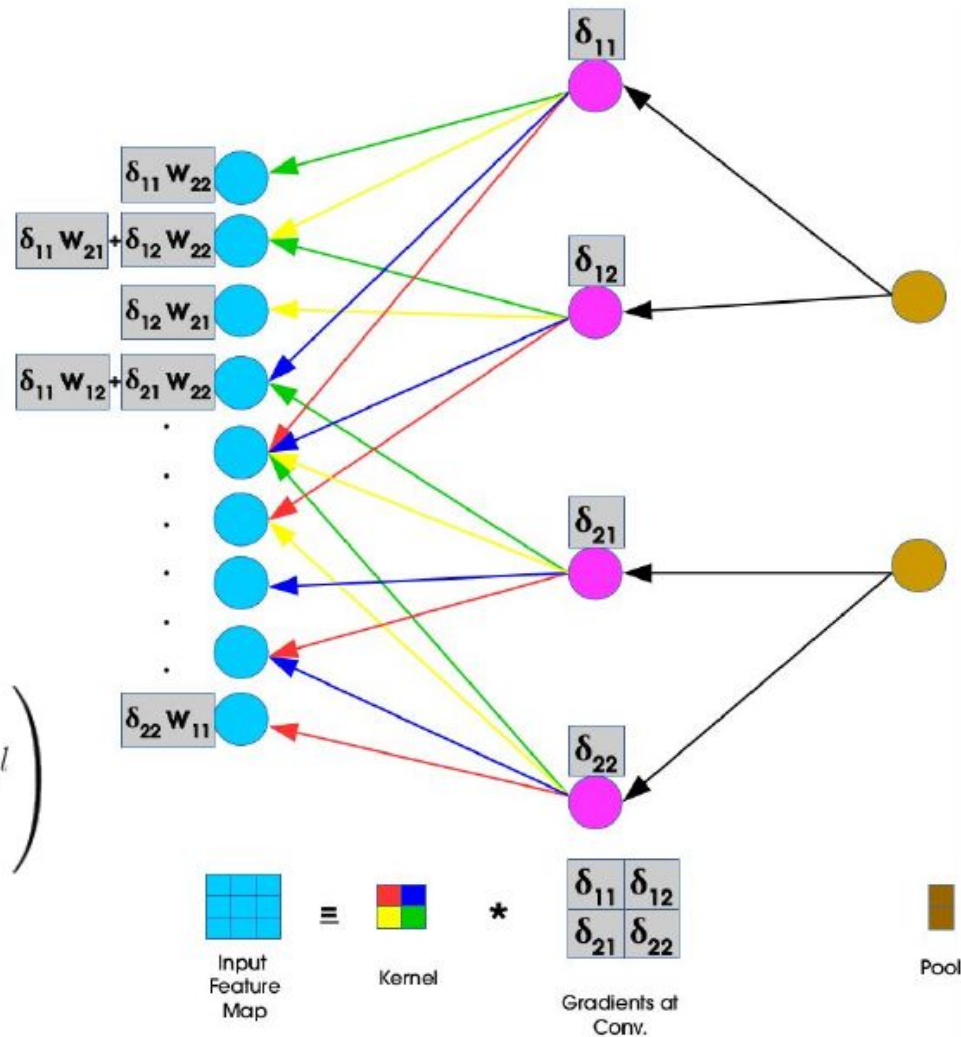 δ₁₁
δ₁₁ w₂₂
δ₁₁ w₂₁ + δ₁₂ w₂₂
δ₁₂
δ₁₂ w₂₁
δ₁₁ w₁₂ + δ₂₁ w₂₂
.
.
.
.
.
δ₂₁
δ₂₂ w₁₁
δ₂₂
l
)
= *
δ₁₁ δ₁₂
δ₂₁ δ₂₂
Input
Feature
Map
Kernel
Gradients at
Conv.
Pool